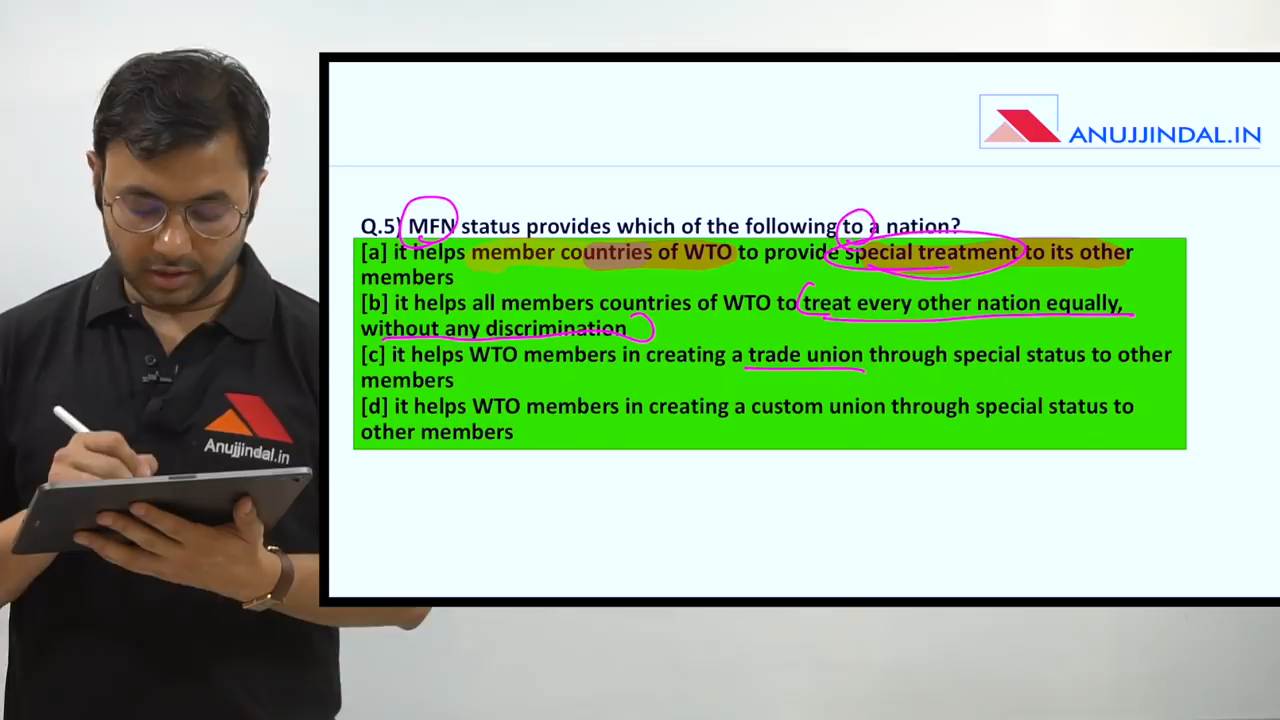 ANUJJINDAL.IN
Q.5) MFN status provides which of the following to a nation?
[a] it helps member countries of WTO to provide special treatment to its other
members
[b] it helps all members countries of WTO to treat every other nation equally,
without any discrimination
[c] it helps WTO members in creating a trade union through special status to other
members
[d] it helps WTO members in creating a custom union through special status to
other members
Anujjindal.in